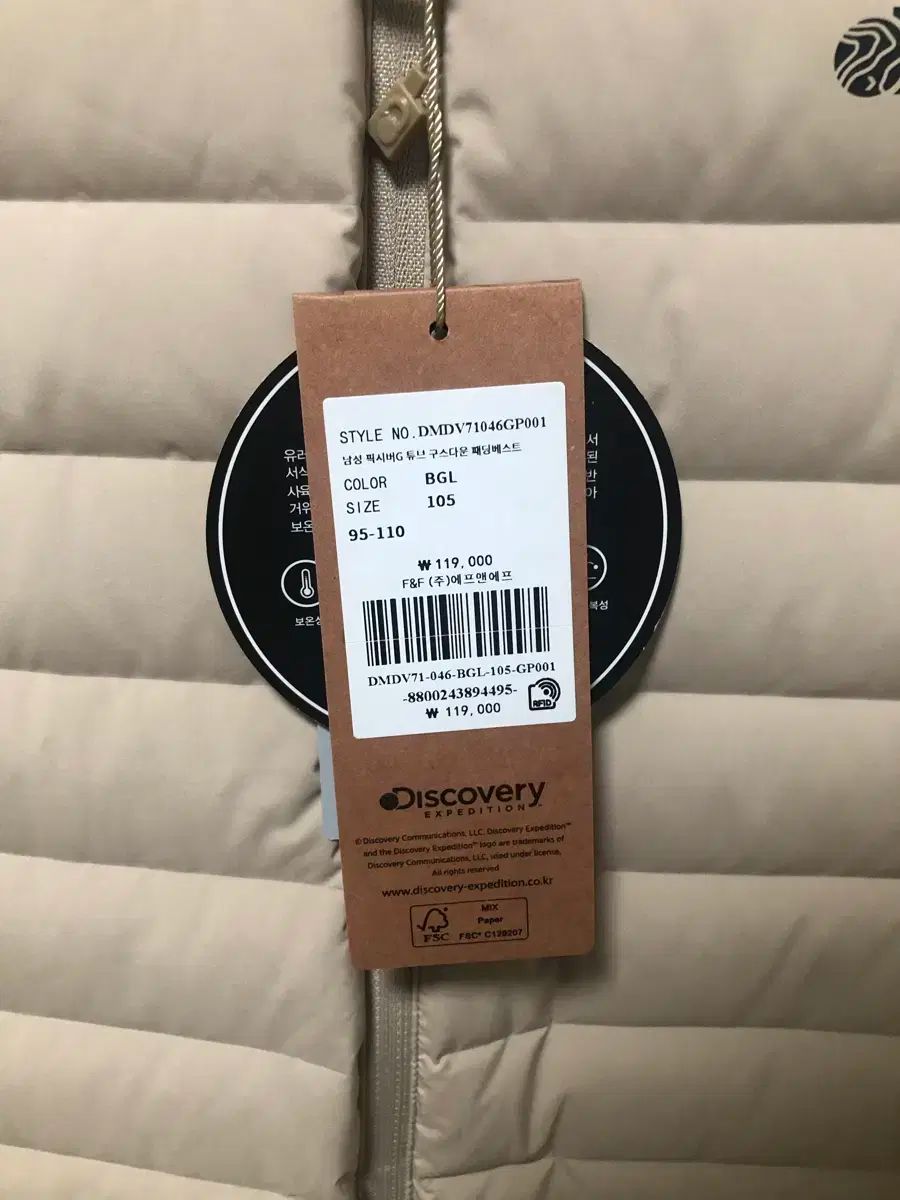 STYLE NO. DMDV71046GP001
남성 픽시버G 튜브 구스다운 패딩베스트
COLOR BGL
SIZE 105
95-110
₩ 119,000
F&F (주)에프앤에프
DMDV71-046-BGL-105-GP001
-8800243894495-
RFID
₩ 119,000
DISCOVERY
EXPEDITION™
© Discovery Communications, LLC. Discovery Expedition™
and the Discovery Expedition™ logo are trademarks of
Discovery Communications, LLC, used under license,
All rights reserved
www.discovery-expedition.co.kr
FSC
MIX
Paper
FSC® C129207